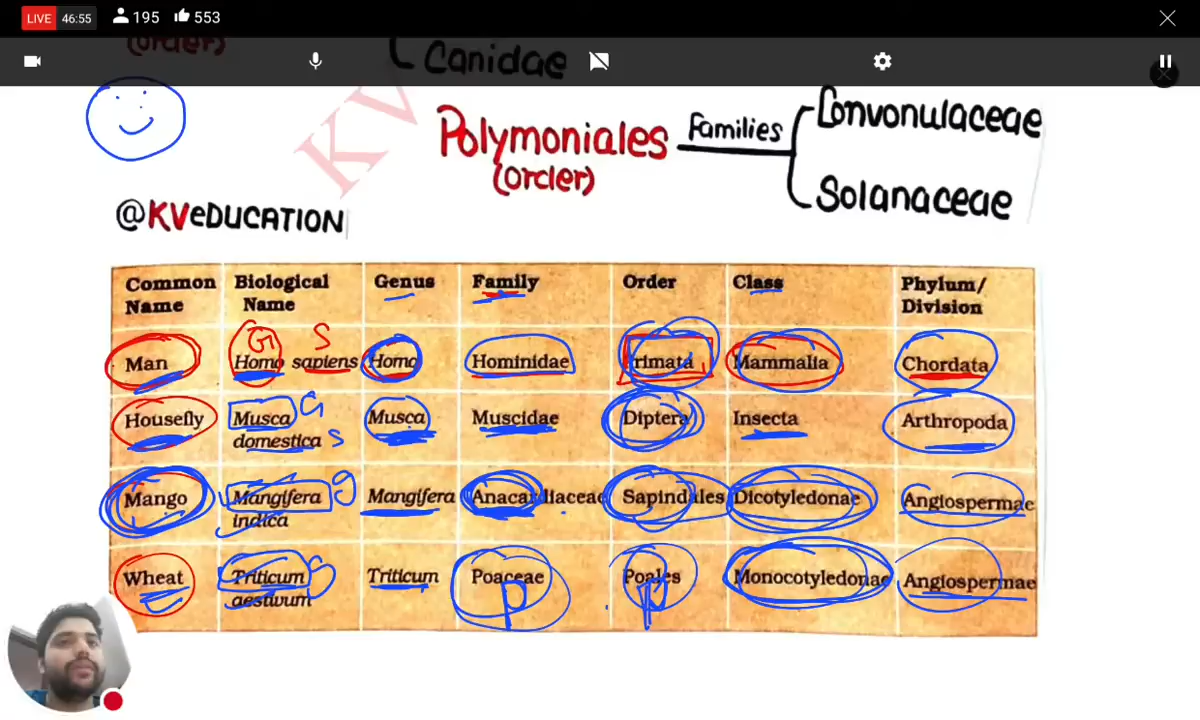 LIVE 46:55 195 553
(order)
Canidae
KV
Polymoniales Families Convonulaceae
(order)
Solanaceae
@KVEDUCATION
Common Name Biological Name Genus Family Order Class Phylum/ Division
G S
Man Homo sapiens Homo Hominidae Primata Mammalia Chordata
Housefly Musca G Musca Muscidae Diptera Insecta Arthropoda
domestica S
Mango Mangifera G Mangifera Anacardiaceae Sapindales Dicotyledonae Angiospermae
indica
Wheat Triticum G Triticum Poaceae Poales Monocotyledonae Angiospermae
aestivum
p p